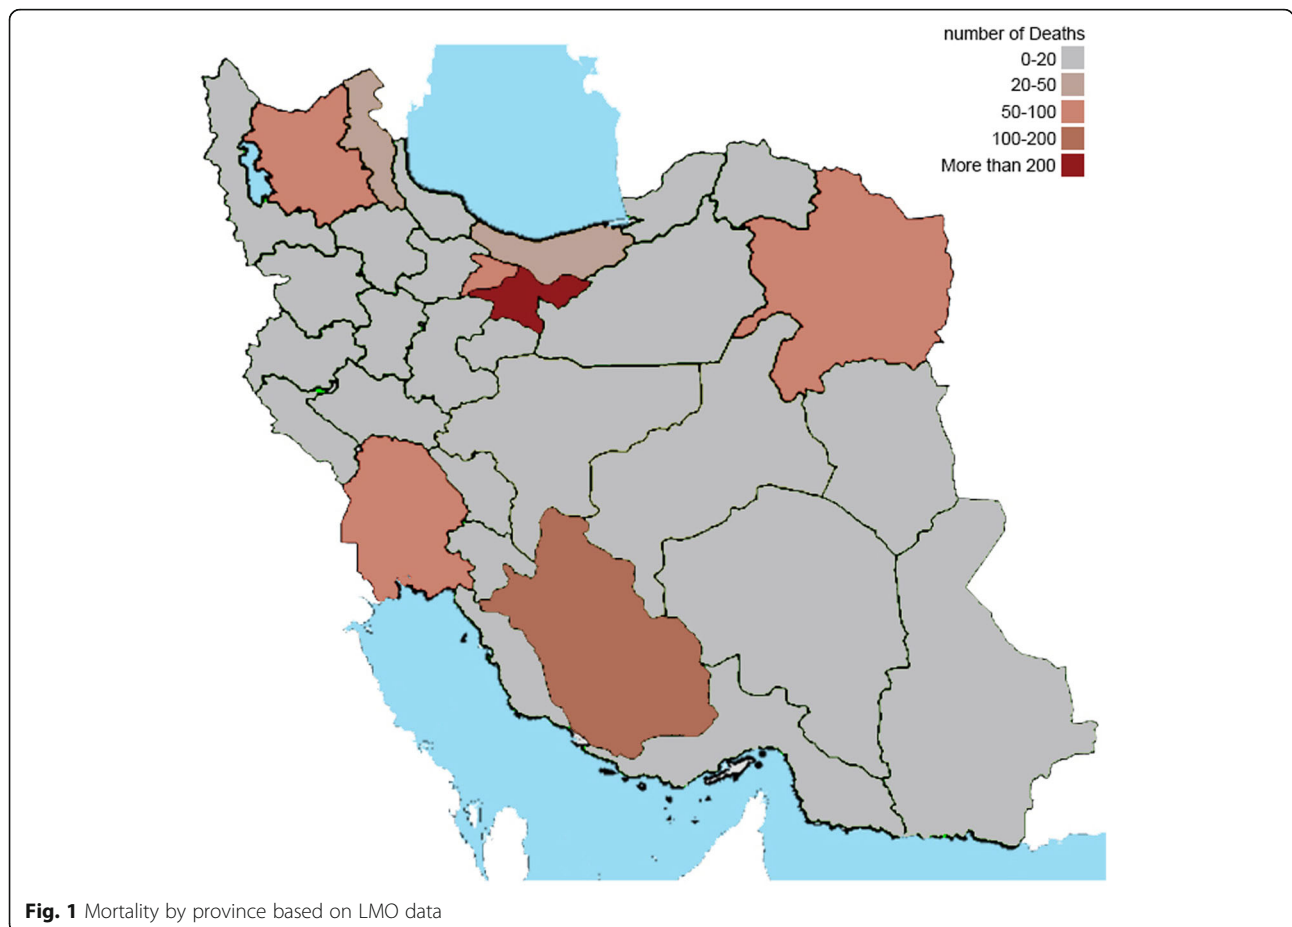 number of Deaths
0-20
20-50
50-100
100-200
More than 200
Fig. 1 Mortality by province based on LMO data